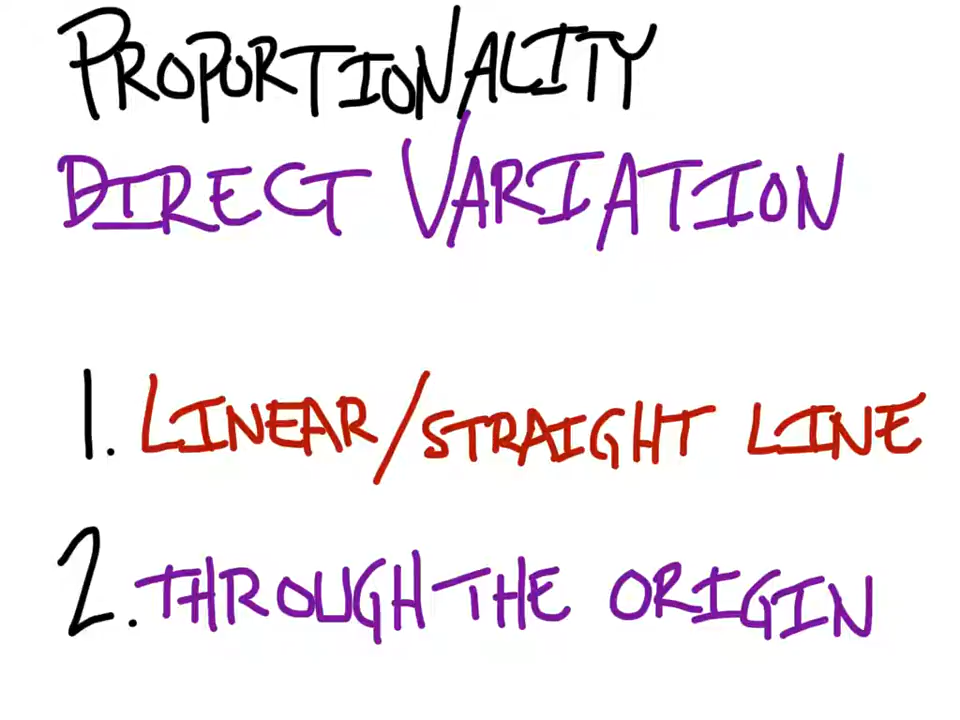 PROPORTIONALITY
DIRECT VARIATION
1. LINEAR/STRAIGHT LINE
2. THROUGH THE ORIGIN